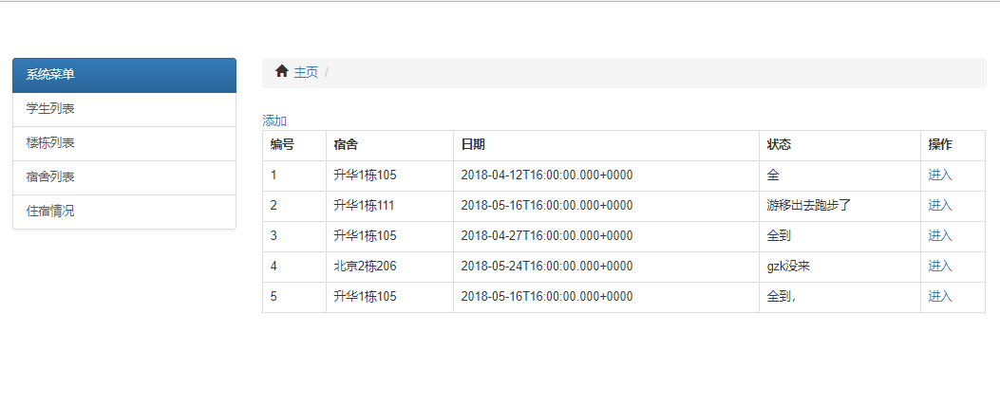 系统菜单
学生列表
楼栋列表
宿舍列表
住宿情况
主页 /
添加
编号 宿舍 日期 状态 操作
1 升华1栋105 2018-04-12T16:00:00.000+0000 全 进入
2 升华1栋111 2018-05-16T16:00:00.000+0000 游移出去跑步了 进入
3 升华1栋105 2018-04-27T16:00:00.000+0000 全到 进入
4 北京2栋206 2018-05-24T16:00:00.000+0000 gzk没来 进入
5 升华1栋105 2018-05-16T16:00:00.000+0000 全到, 进入